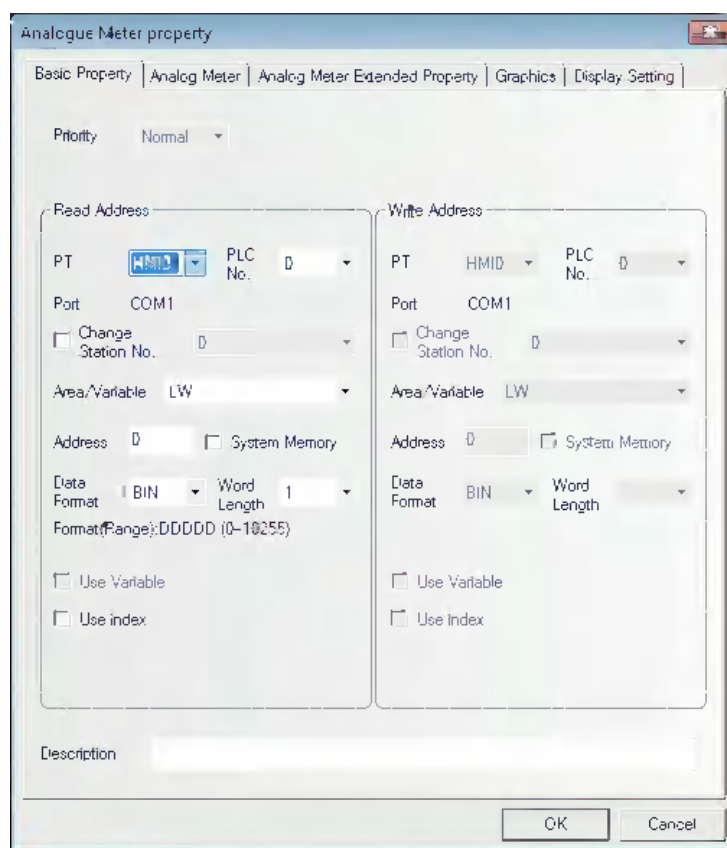 Analogue Meter property
Basic Property Analog Meter Analog Meter Extended Property Graphics Display Setting
Priority Normal
Read Address
PT HMI0 PLC No. 0
Port COM1
Change Station No. 0
Area/Variable LW
Address 0 System Memory
Data Format BIN Word Length 1
Format(Range):DDDDD (0--10255)
Use Variable
Use index
Write Address
PT HMI0 PLC No. 0
Port COM1
Change Station No. 0
Area/Variable LW
Address 0 System Memory
Data Format BIN Word Length
Use Variable
Use index
Description
OK Cancel